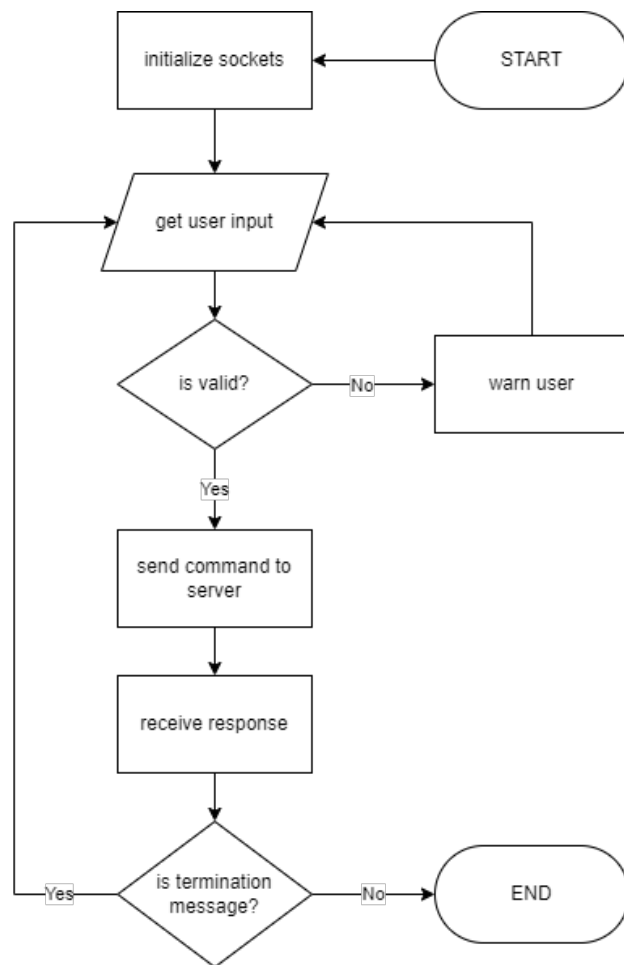 START
initialize sockets
get user input
is valid?
No
warn user
Yes
send command to
server
receive response
is termination
message?
Yes
No
END